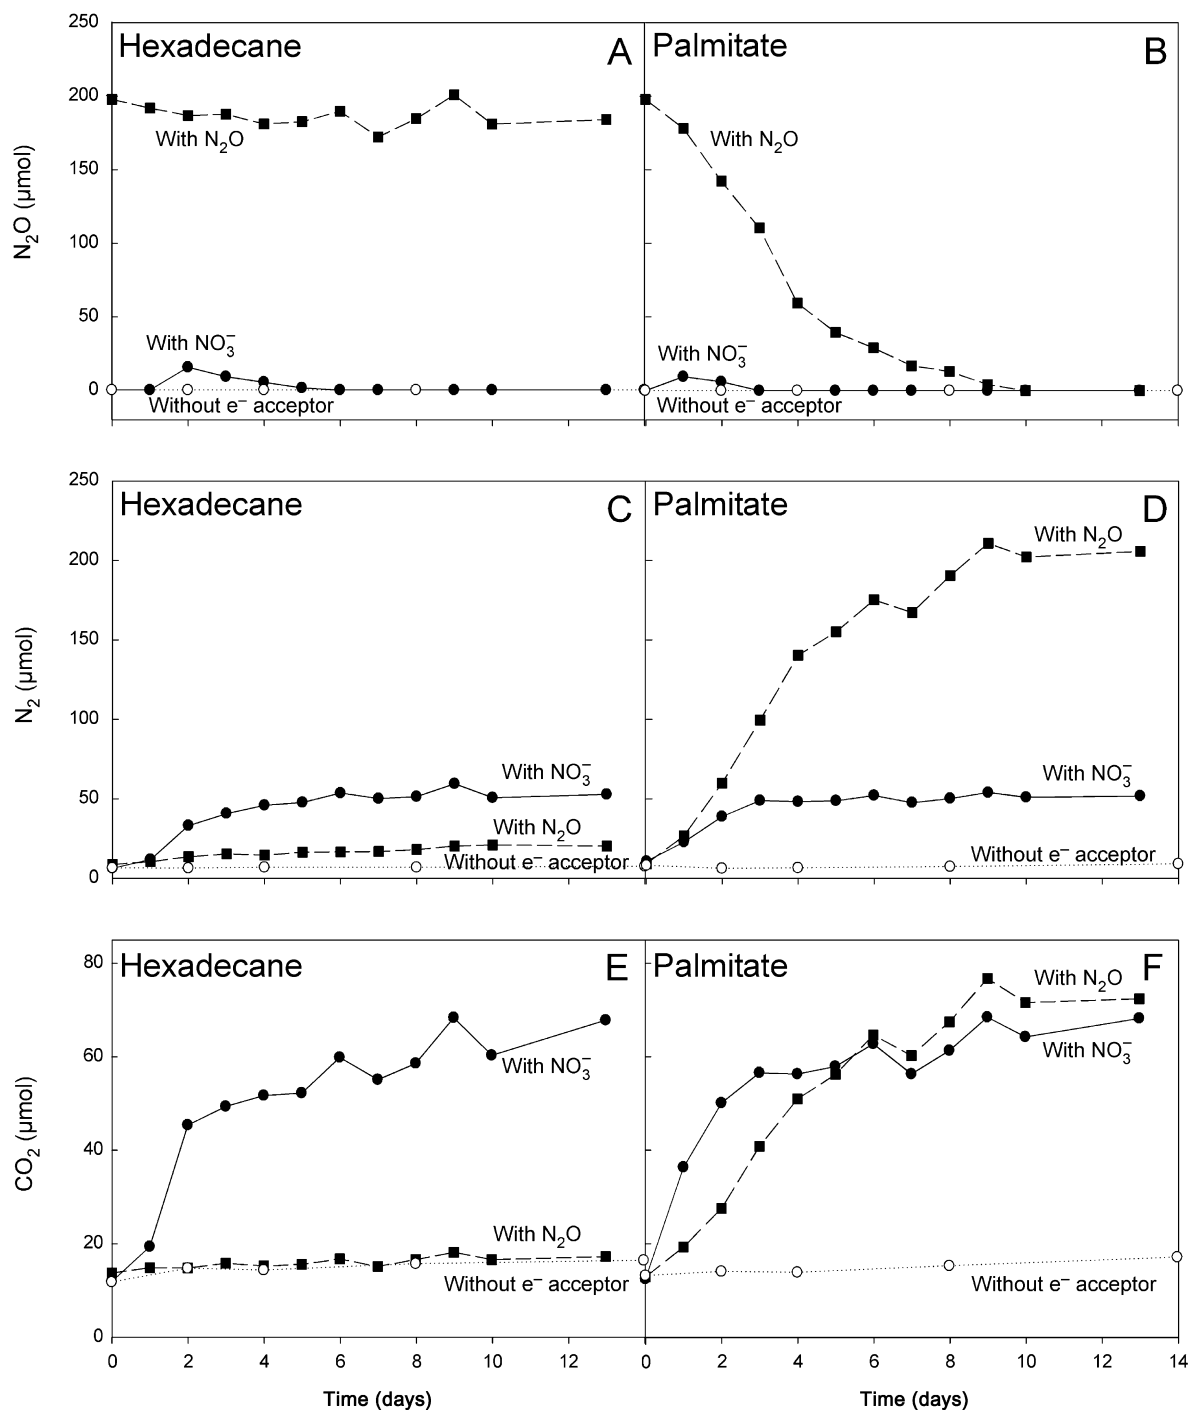 250
200
150
100
50
0
N₂O (µmol)
Hexadecane
A
With N₂O
With NO₃⁻
Without e⁻ acceptor
Palmitate
B
With N₂O
With NO₃⁻
Without e⁻ acceptor
250
200
150
100
50
0
N₂ (µmol)
Hexadecane
C
With NO₃⁻
With N₂O
Without e⁻ acceptor
Palmitate
D
With N₂O
With NO₃⁻
Without e⁻ acceptor
80
60
40
20
0
CO₂ (µmol)
Hexadecane
E
With NO₃⁻
With N₂O
Without e⁻ acceptor
Palmitate
F
With N₂O
With NO₃⁻
Without e⁻ acceptor
0 2 4 6 8 10 12 0 2 4 6 8 10 12 14
Time (days) Time (days)